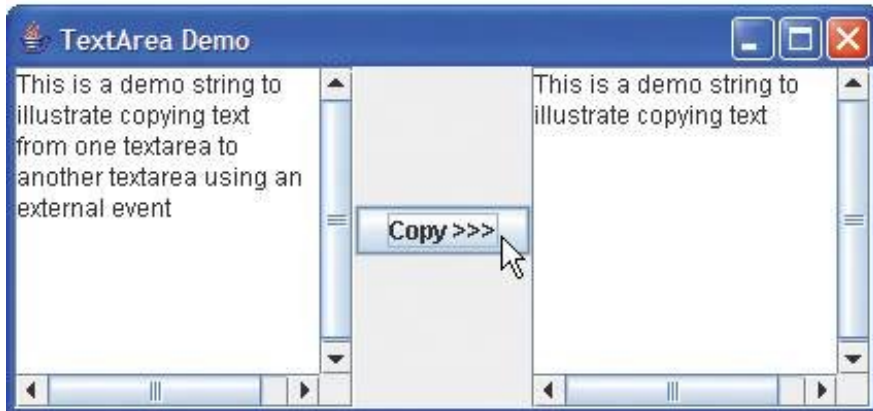 TextArea Demo
This is a demo string to
illustrate copying text
from one textarea to
another textarea using an
external event
Copy >>>
This is a demo string to
illustrate copying text